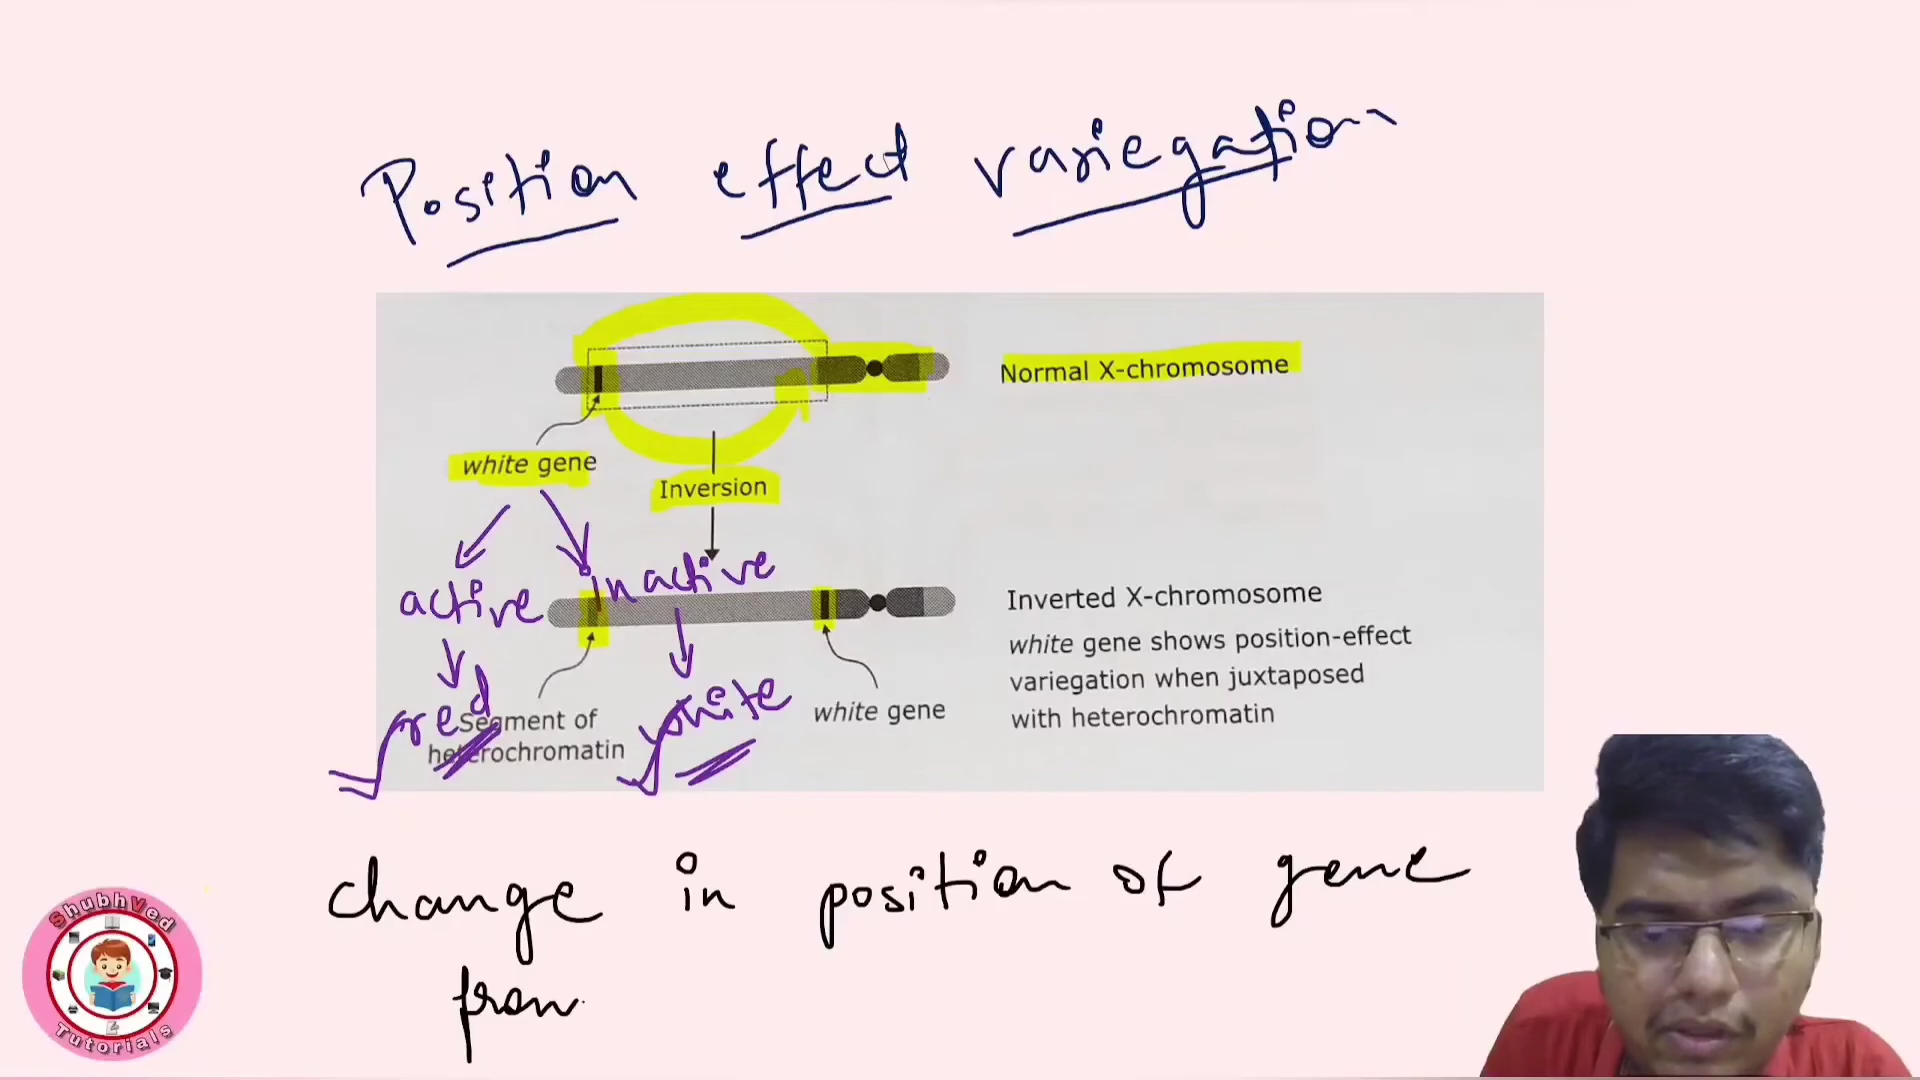 Position effect variegation
Normal X-chromosome
white gene
Inversion
active
inactive
Inverted X-chromosome
white gene shows position-effect
variegation when juxtaposed
with heterochromatin
red
white
Segment of
heterochromatin
white gene
change in position of gene
from
ShubhVed
Tutorials